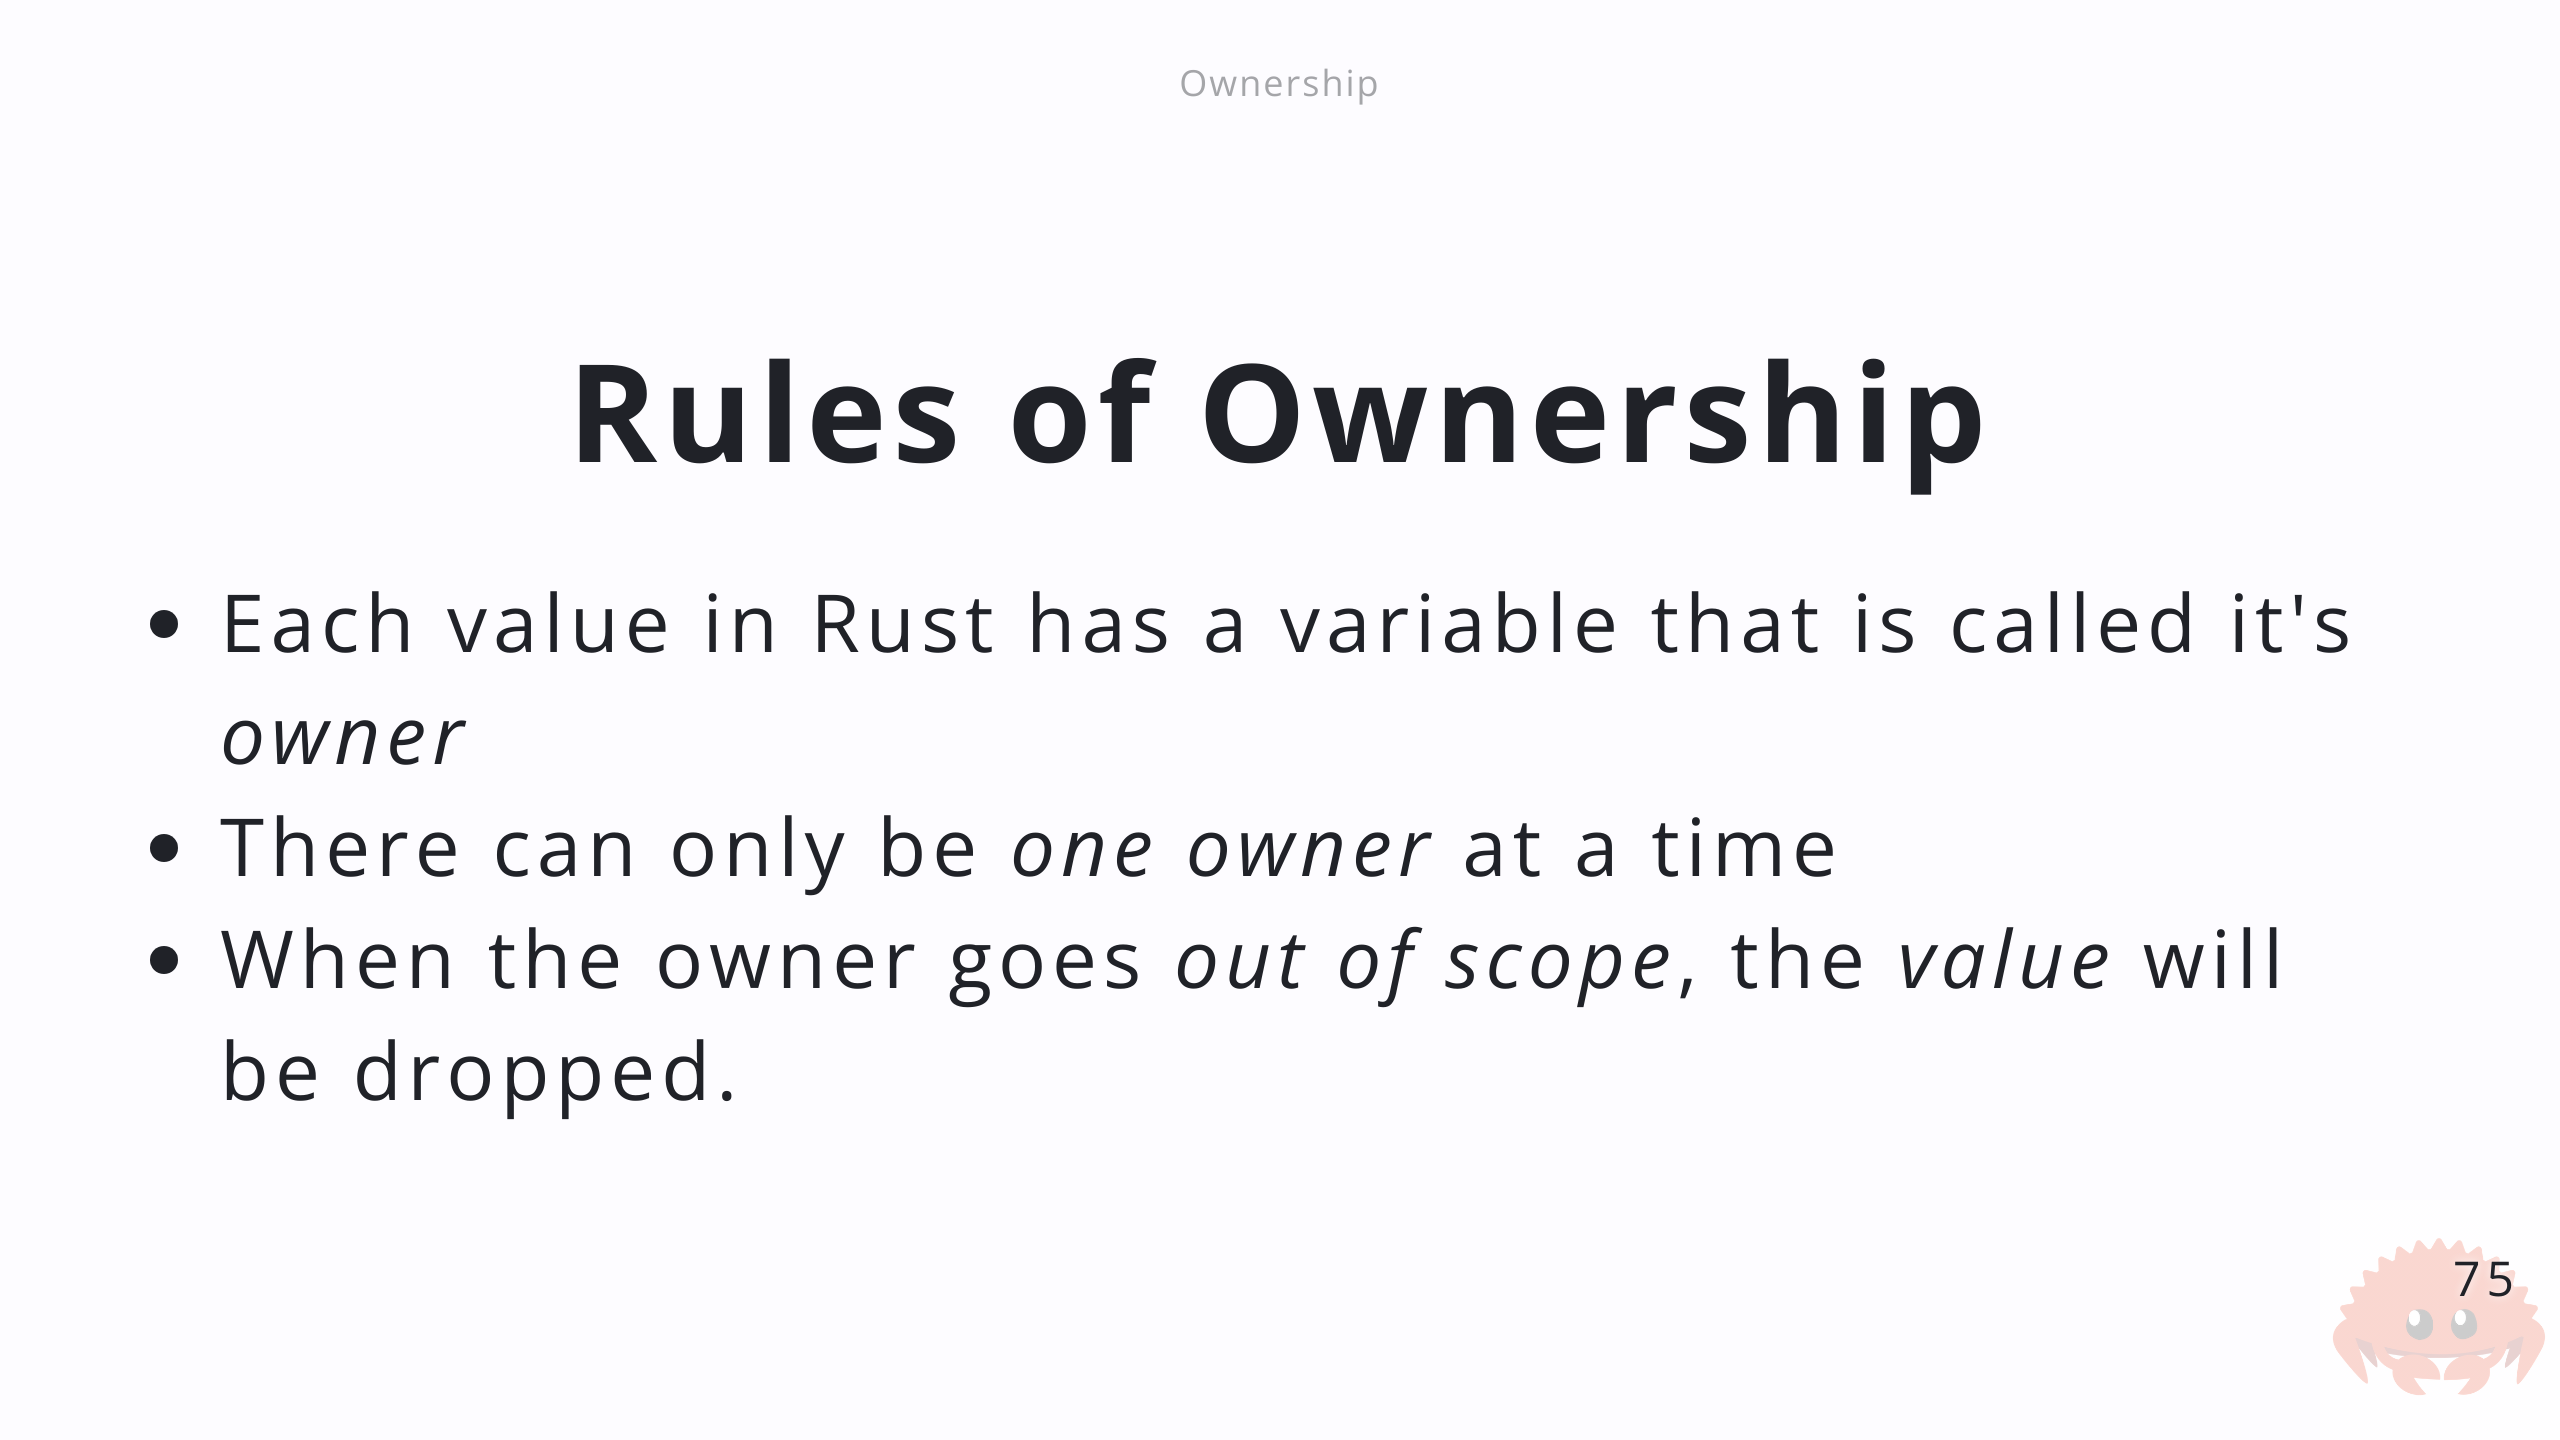 Ownership
Rules of Ownership
• Each value in Rust has a variable that is called it's
owner
• There can only be one owner at a time
• When the owner goes out of scope, the value will
be dropped.
75